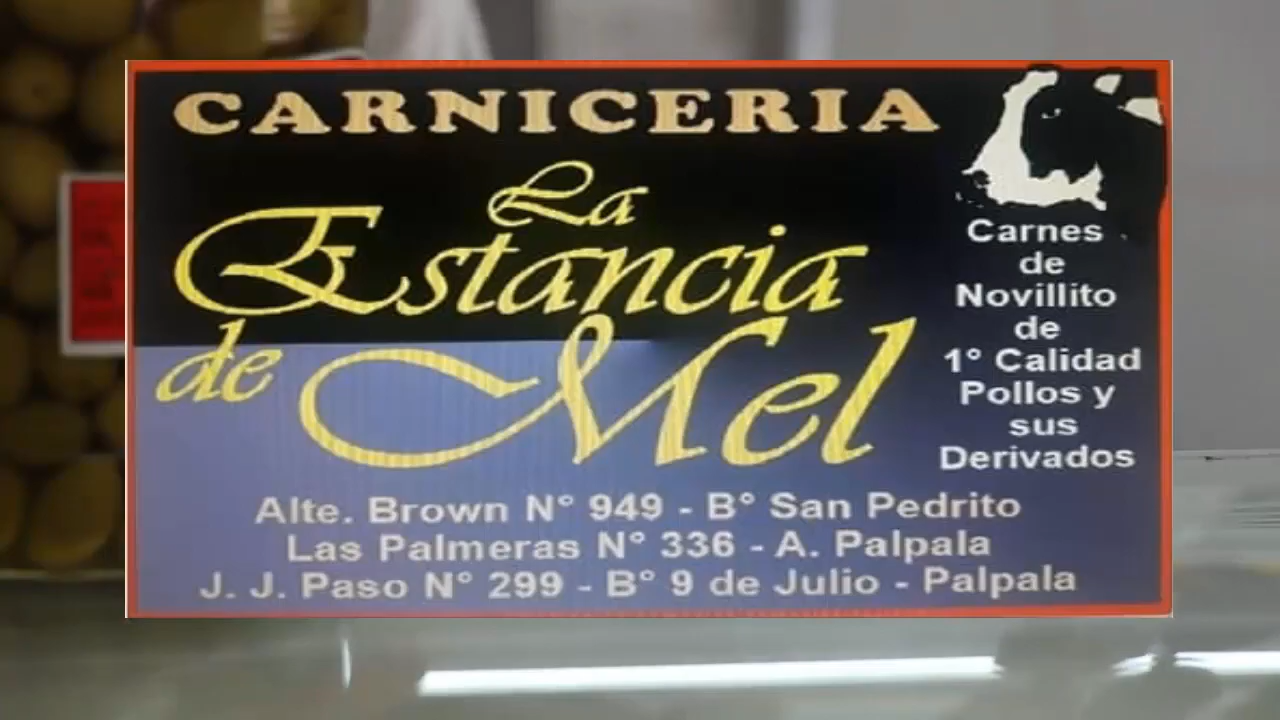 CARNICERIA
La
Estancia
de Mel
Carnes
de
Novillito
de
1° Calidad
Pollos y
sus
Derivados
Alte. Brown N° 949 - B° San Pedrito
Las Palmeras N° 336 - A. Palpala
J. J. Paso N° 299 - B° 9 de Julio - Palpala